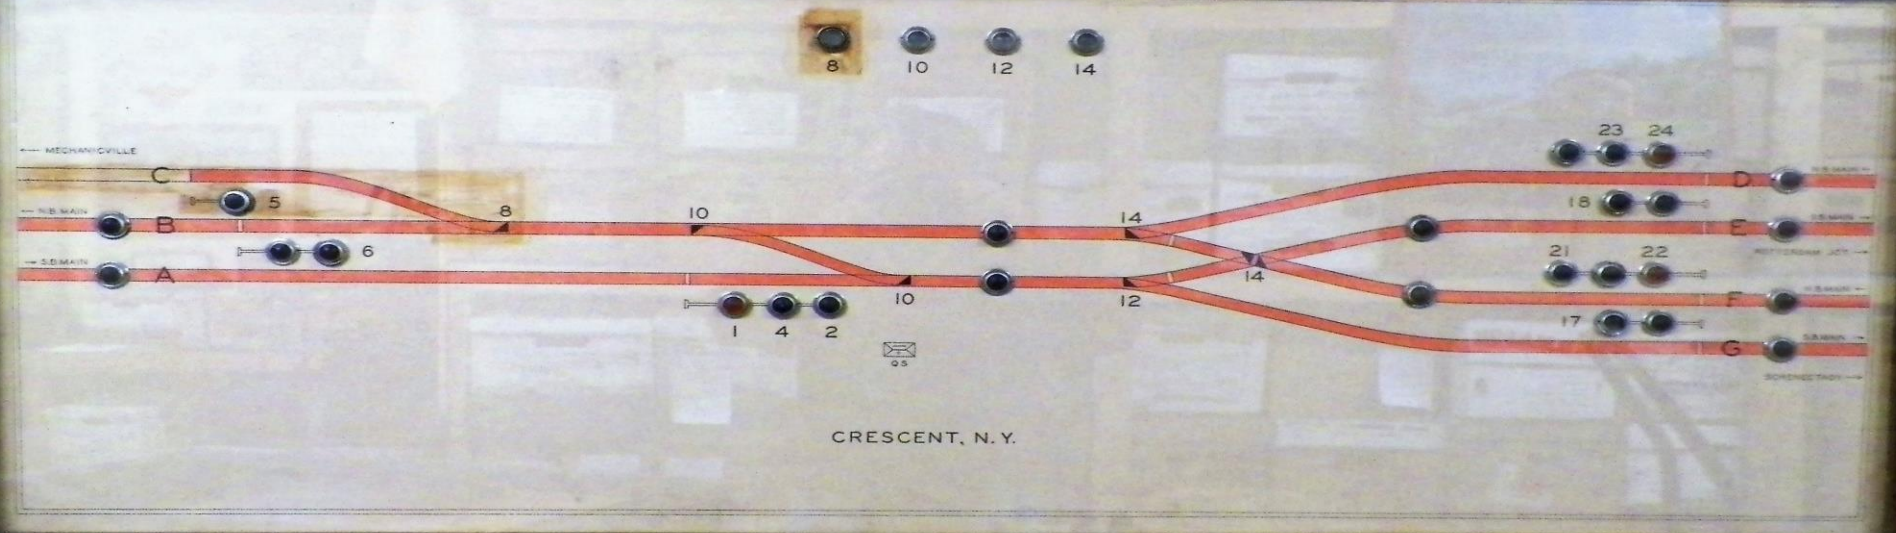 8 10 12 14
23 24
← MECHANICVILLE
C
D
N.B. MAIN ←
5
18
← N.B. MAIN
B
8
10
14
E
S.B. MAIN
ROTTERDAM JCT. →
6
21 22
→ S.B. MAIN
A
14
10
12
F
N.B. MAIN ←
1 4 2
17
G
S.B. MAIN
SCHENECTADY →
QS
CRESCENT, N.Y.